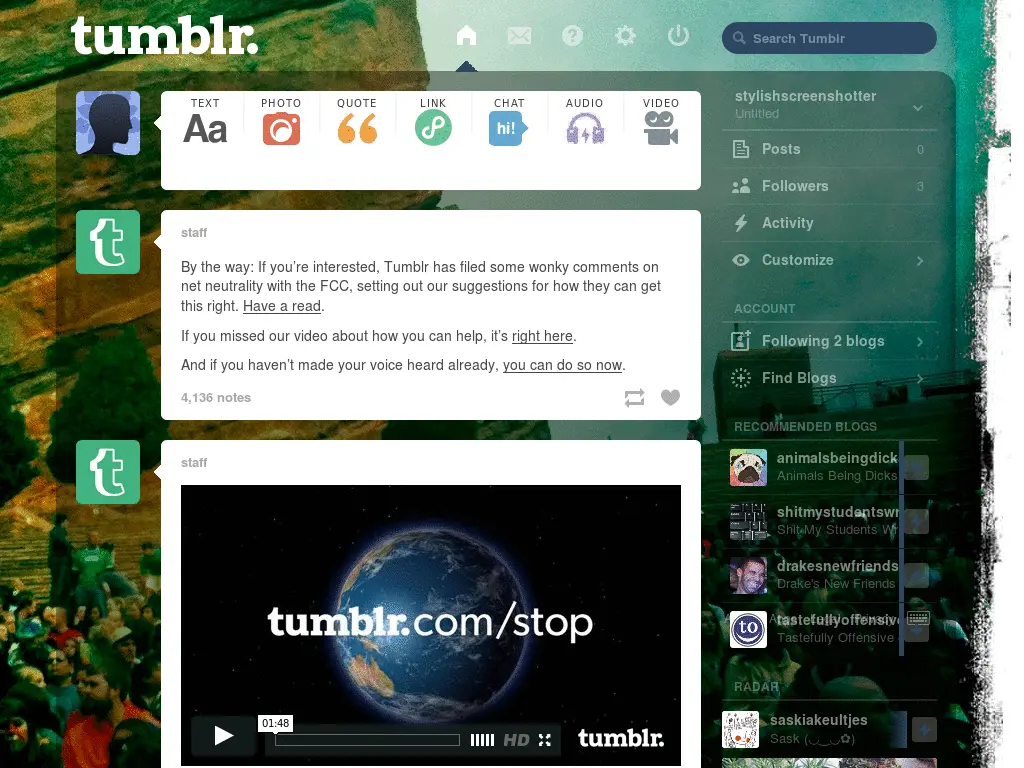 tumblr.
Search Tumblr
TEXT
PHOTO
QUOTE
LINK
CHAT
AUDIO
VIDEO
Aa
hi!
staff
By the way: If you're interested, Tumblr has filed some wonky comments on
net neutrality with the FCC, setting out our suggestions for how they can get
this right. Have a read.
If you missed our video about how you can help, it's right here.
And if you haven't made your voice heard already, you can do so now.
4,136 notes
staff
tumblr.com/stop
01:48
HD
tumblr.
stylishscreenshotter
Untitled
Posts 0
Followers 3
Activity
Customize
ACCOUNT
Following 2 blogs
Find Blogs
RECOMMENDED BLOGS
animalsbeingdick
Animals Being Dicks
shitmystudentswr
Shit My Students Wr
drakesnewfriends
Drake's New Friends
to
tastefullyoffensive
Tastefully Offensive
RADAR
saskiakeultjes
Sask (◡‿◡✿)